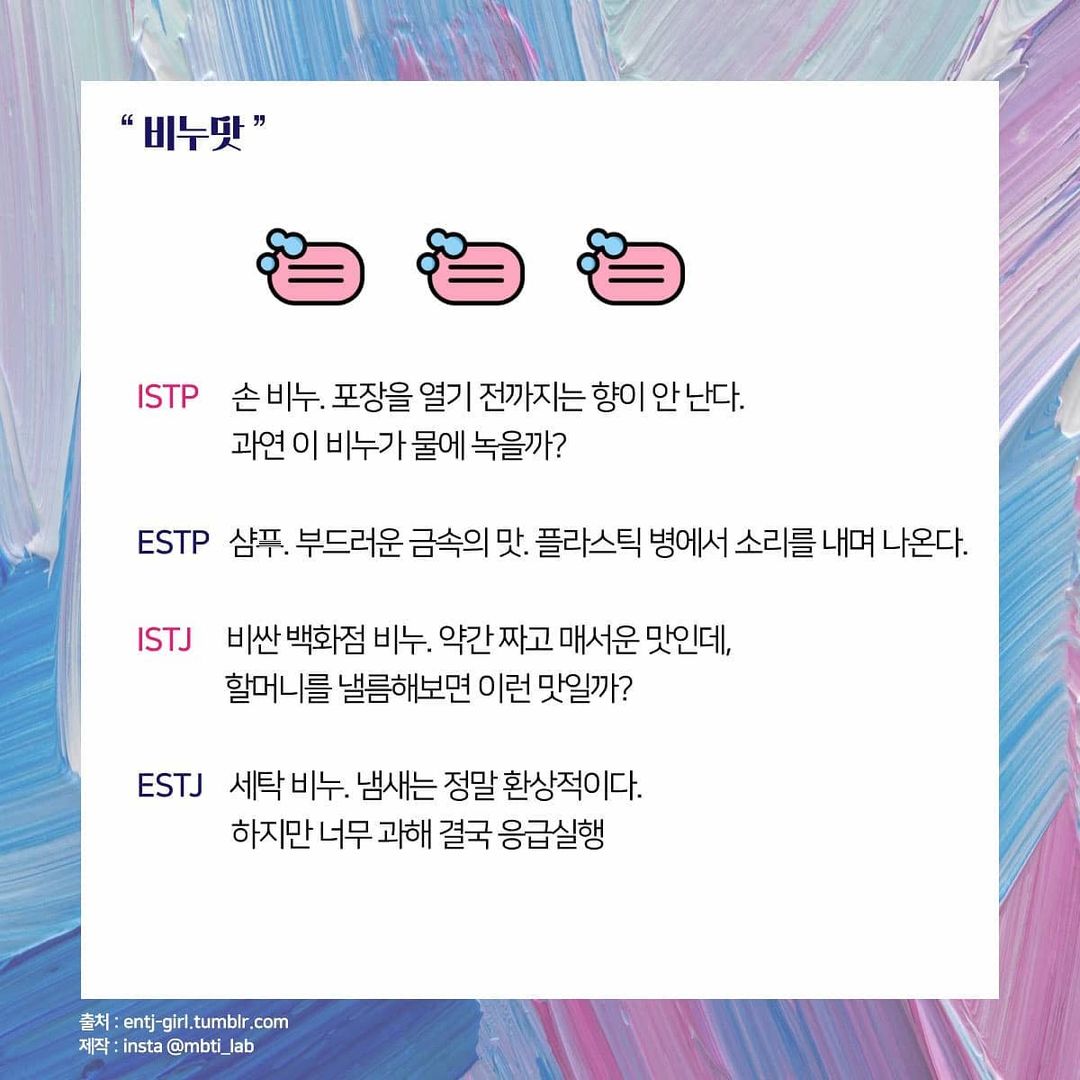 “ 비누맛 ”
ISTP 손 비누. 포장을 열기 전까지는 향이 안 난다.
과연 이 비누가 물에 녹을까?
ESTP 샴푸. 부드러운 금속의 맛. 플라스틱 병에서 소리를 내며 나온다.
ISTJ 비싼 백화점 비누. 약간 짜고 매서운 맛인데,
할머니를 낼름해보면 이런 맛일까?
ESTJ 세탁 비누. 냄새는 정말 환상적이다.
하지만 너무 과해 결국 응급실행
출처 : entj-girl.tumblr.com
제작 : insta @mbti_lab